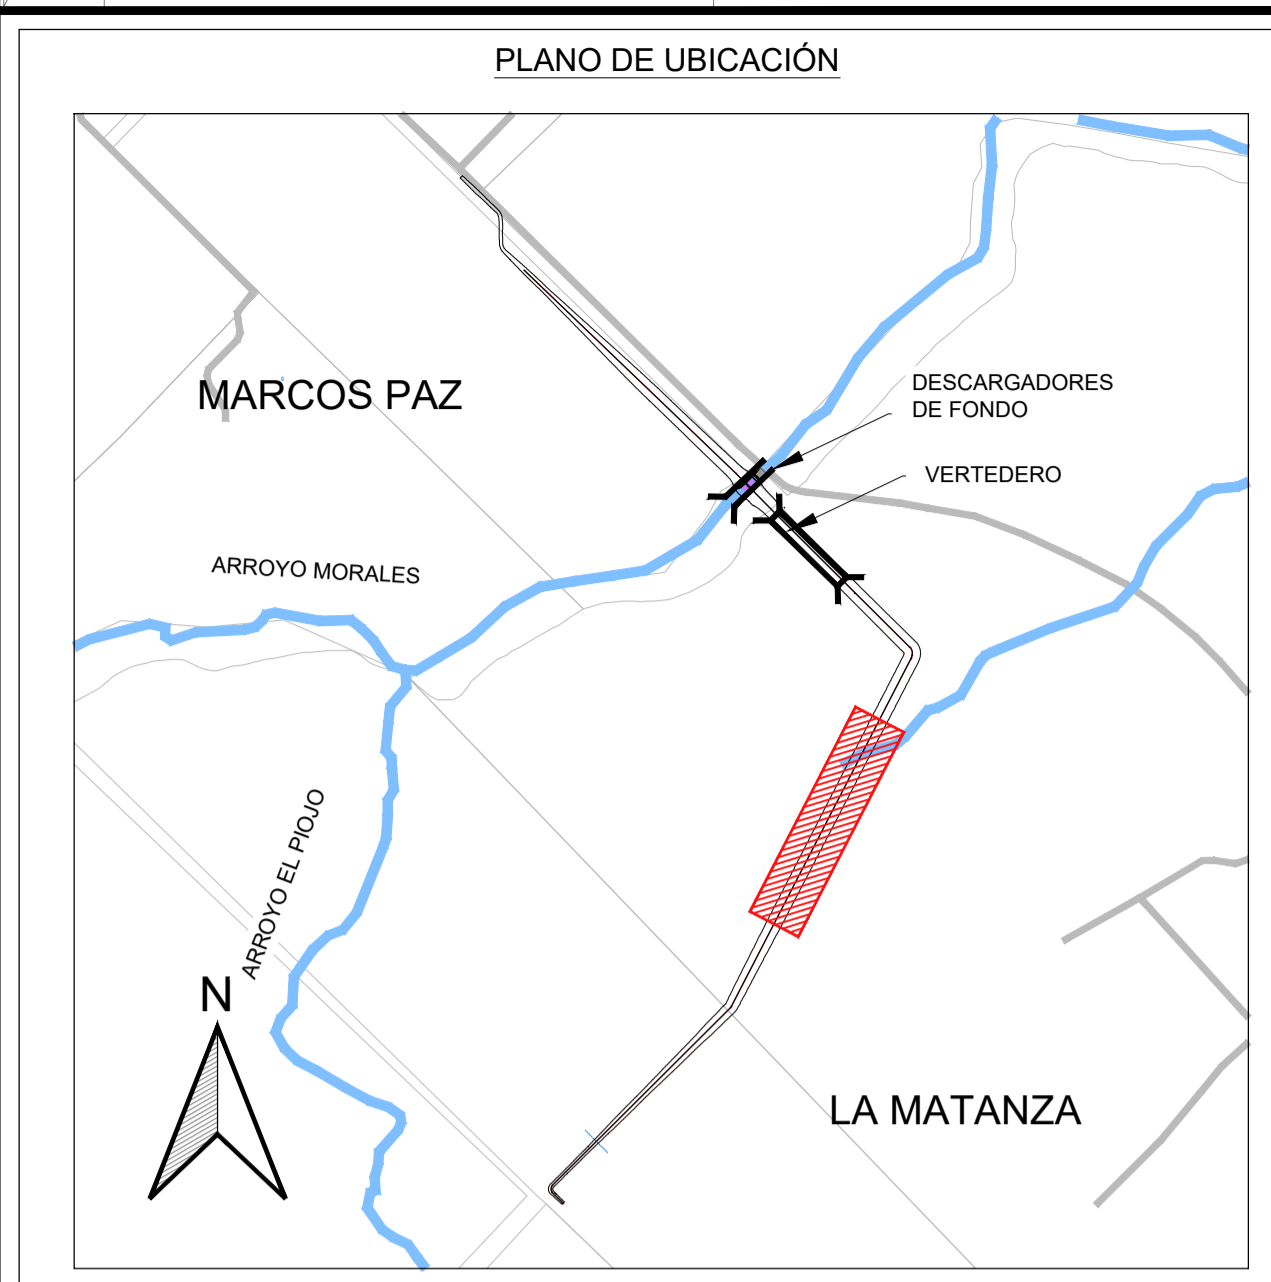 PLANO DE UBICACIÓN
MARCOS PAZ
DESCARGADORES
DE FONDO
VERTEDERO
ARROYO MORALES
ARROYO EL PIOJO
N
LA MATANZA